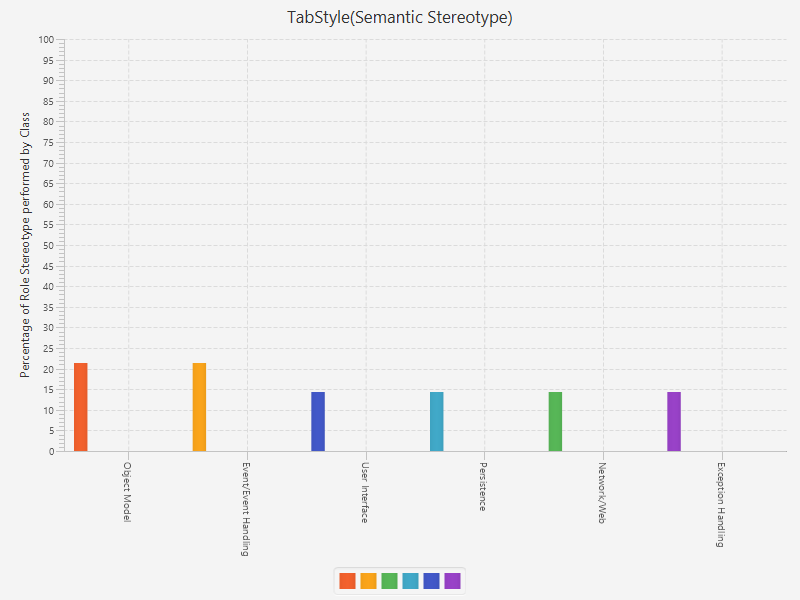 TabStyle(Semantic Stereotype)
Percentage of Role Stereotype performed by Class
100
95
90
85
80
75
70
65
60
55
50
45
40
35
30
25
20
15
10
5
0
Object Model
Event/Event Handling
User Interface
Persistence
Network/Web
Exception Handling